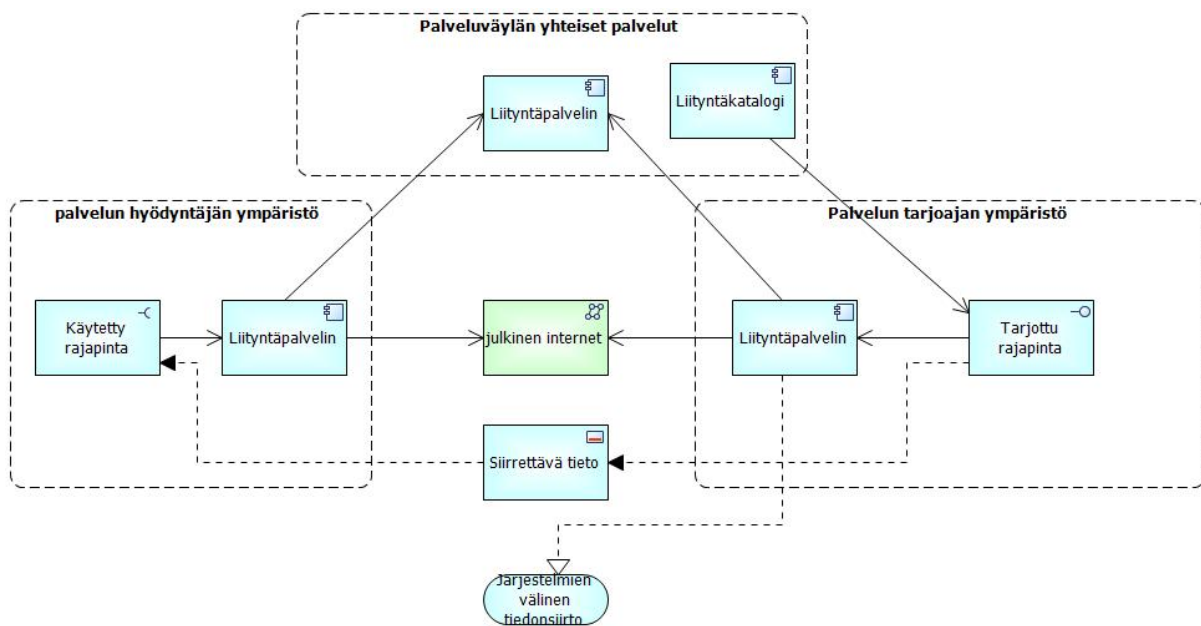 Palveluväylän yhteiset palvelut
Liityntäpalvelin
Liityntäkatalogi
palvelun hyödyntäjän ympäristö
Palvelun tarjoajan ympäristö
Käytetty
rajapinta
Liityntäpalvelin
julkinen internet
Liityntäpalvelin
Tarjottu
rajapinta
Siirrettävä tieto
Järjestelmien
välinen
tiedonsiirto